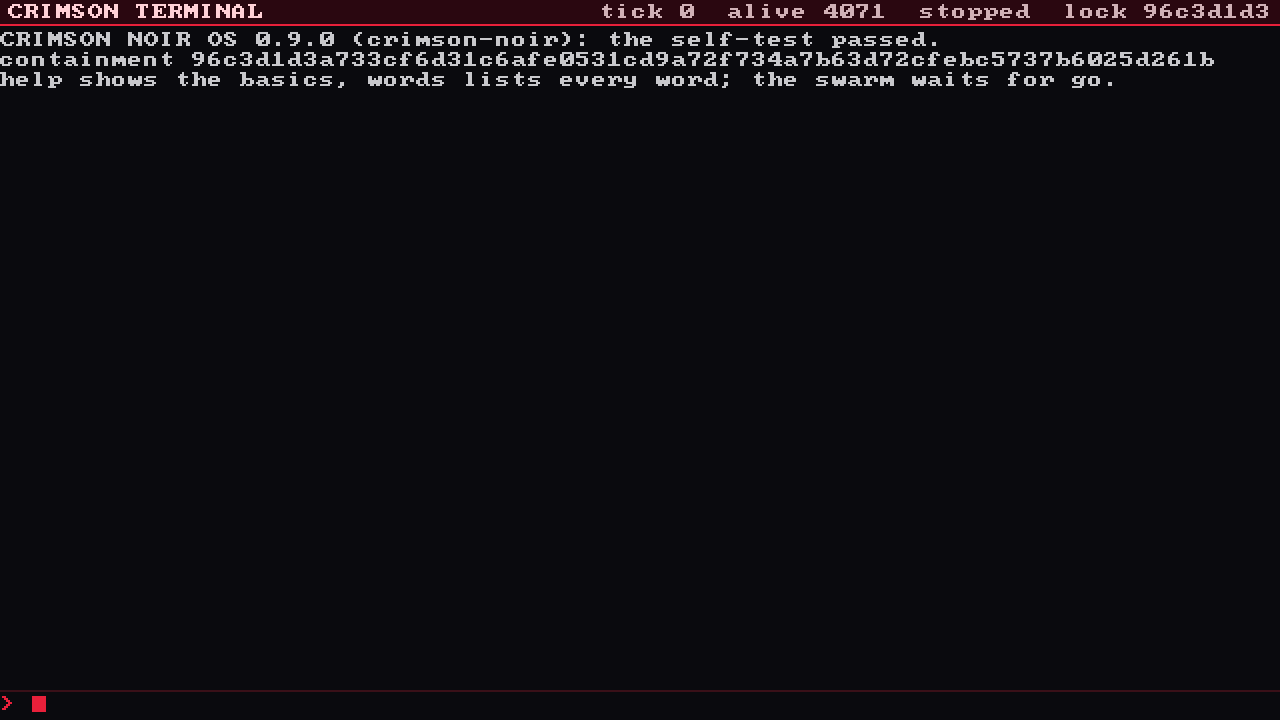 CRIMSON TERMINAL tick 0 alive 4071 stopped lock 96c3d1d3
CRIMSON NOIR OS 0.9.0 (crimson-noir): the self-test passed.
containment 96c3d1d3a733cf6d31c6afe0531cd9a72f734a7b63d72cfebc5737b6025d261b
help shows the basics, words lists every word; the swarm waits for go.
>